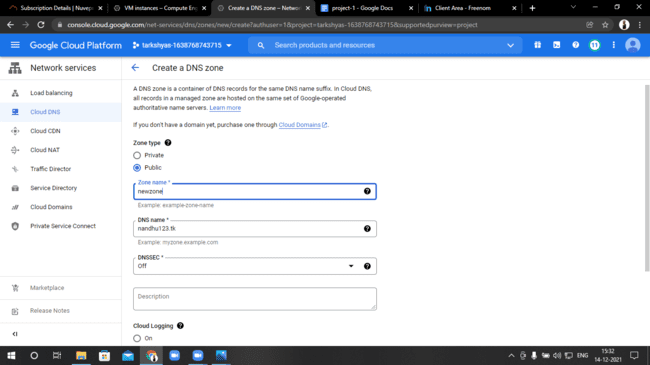 Subscription Details | Nuvep
VM instances – Compute En
Create a DNS zone – Network
project-1 - Google Docs
Client Area - Freenom
console.cloud.google.com/net-services/dns/zones/new/create?authuser=1&project=tarkshyas-1638768743715&supportedpurview=project
Google Cloud Platform
tarkshyas-1638768743715
Search products and resources
11
Network services
Create a DNS zone
Load balancing
Cloud DNS
Cloud CDN
Cloud NAT
Traffic Director
Service Directory
Cloud Domains
Private Service Connect
Marketplace
Release Notes
A DNS zone is a container of DNS records for the same DNS name suffix. In Cloud DNS,
all records in a managed zone are hosted on the same set of Google-operated
authoritative name servers. Learn more
If you don't have a domain yet, purchase one through Cloud Domains.
Zone type
Private
Public
Zone name *
newzone
Example: example-zone-name
DNS name *
nandhu123.tk
Example: myzone.example.com
DNSSEC *
Off
Description
Cloud Logging
On
ENG
15:32
14-12-2021